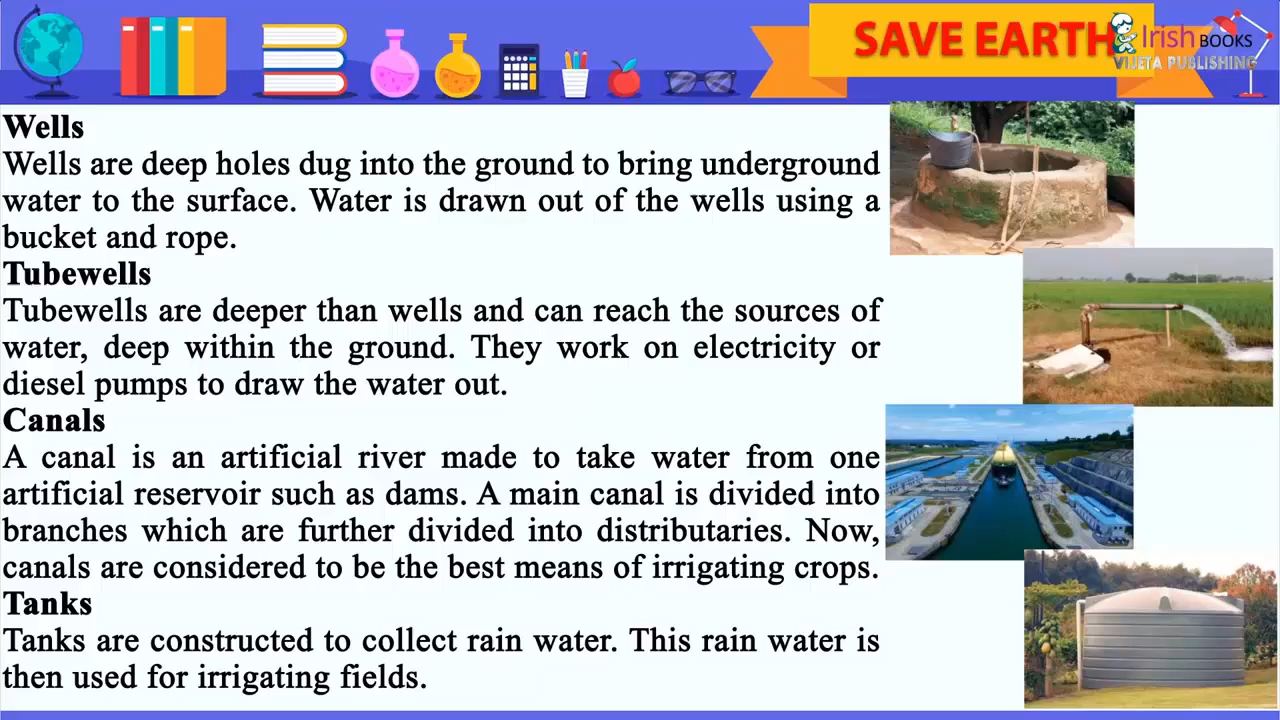 SAVE EARTH
Irish BOOKS
VIJETA PUBLISHING
Wells
Wells are deep holes dug into the ground to bring underground
water to the surface. Water is drawn out of the wells using a
bucket and rope.
Tubewells
Tubewells are deeper than wells and can reach the sources of
water, deep within the ground. They work on electricity or
diesel pumps to draw the water out.
Canals
A canal is an artificial river made to take water from one
artificial reservoir such as dams. A main canal is divided into
branches which are further divided into distributaries. Now,
canals are considered to be the best means of irrigating crops.
Tanks
Tanks are constructed to collect rain water. This rain water is
then used for irrigating fields.